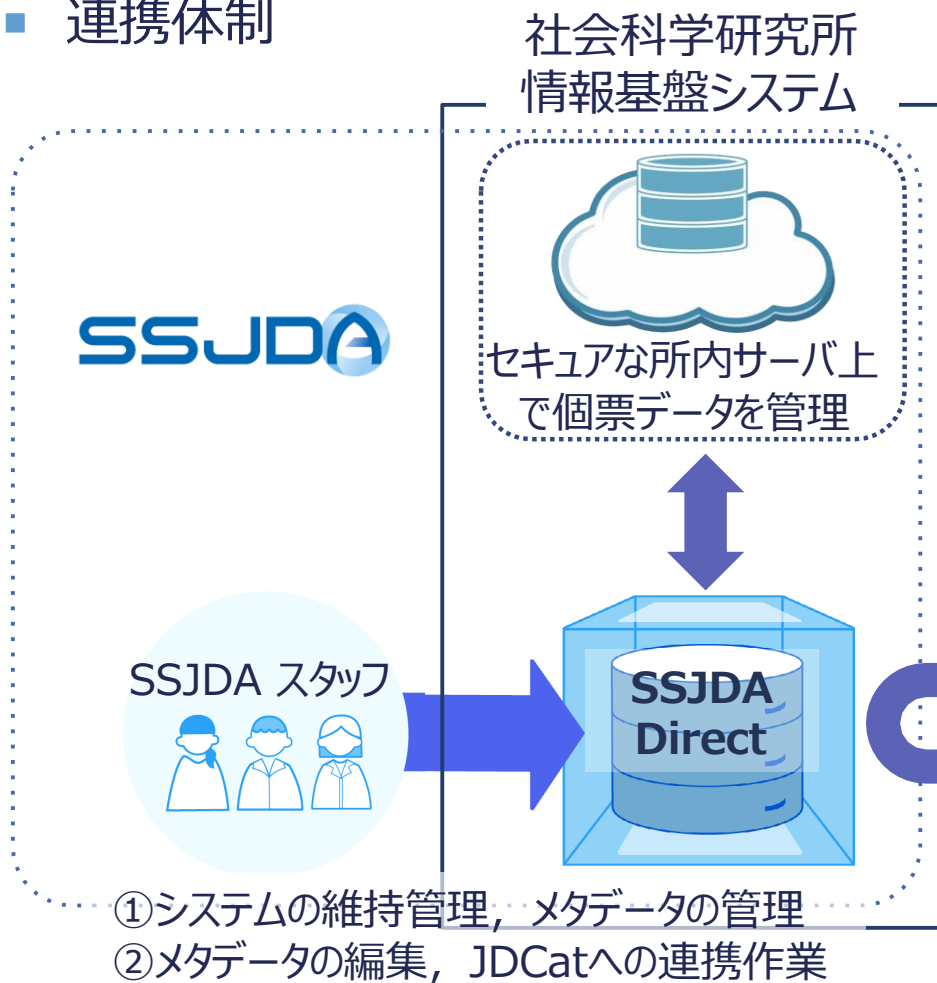 ■ 連携体制
社会科学研究所
情報基盤システム
SSJDA
セキュアな所内サーバ上
で個票データを管理
SSJDA スタッフ
SSJDA
Direct
①システムの維持管理，メタデータの管理
②メタデータの編集，JDCatへの連携作業